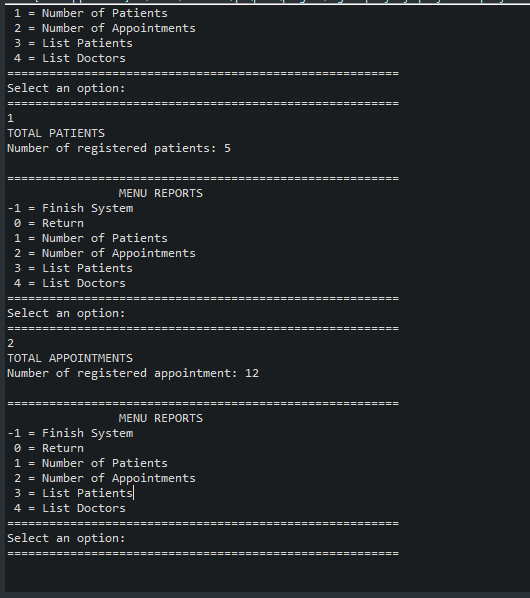 1 = Number of Patients
2 = Number of Appointments
3 = List Patients
4 = List Doctors
========================================================
Select an option:
========================================================
1
TOTAL PATIENTS
Number of registered patients: 5
========================================================
MENU REPORTS
-1 = Finish System
0 = Return
1 = Number of Patients
2 = Number of Appointments
3 = List Patients
4 = List Doctors
========================================================
Select an option:
========================================================
2
TOTAL APPOINTMENTS
Number of registered appointment: 12
========================================================
MENU REPORTS
-1 = Finish System
0 = Return
1 = Number of Patients
2 = Number of Appointments
3 = List Patients
4 = List Doctors
========================================================
Select an option:
========================================================